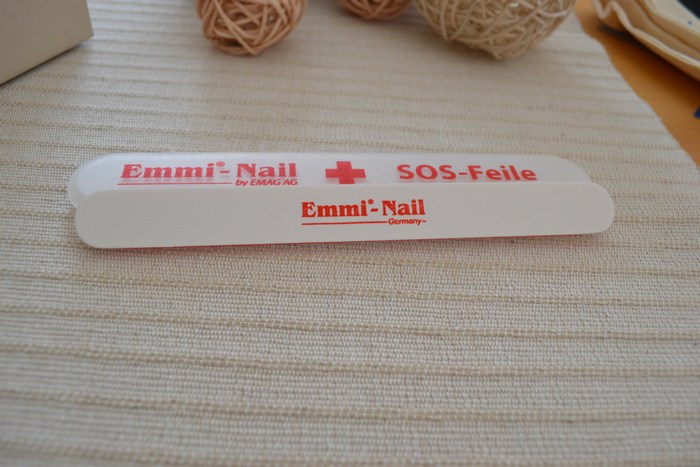 Emmi®-Nail
by EMAG AG
SOS-Feile
Emmi®-Nail
Germany